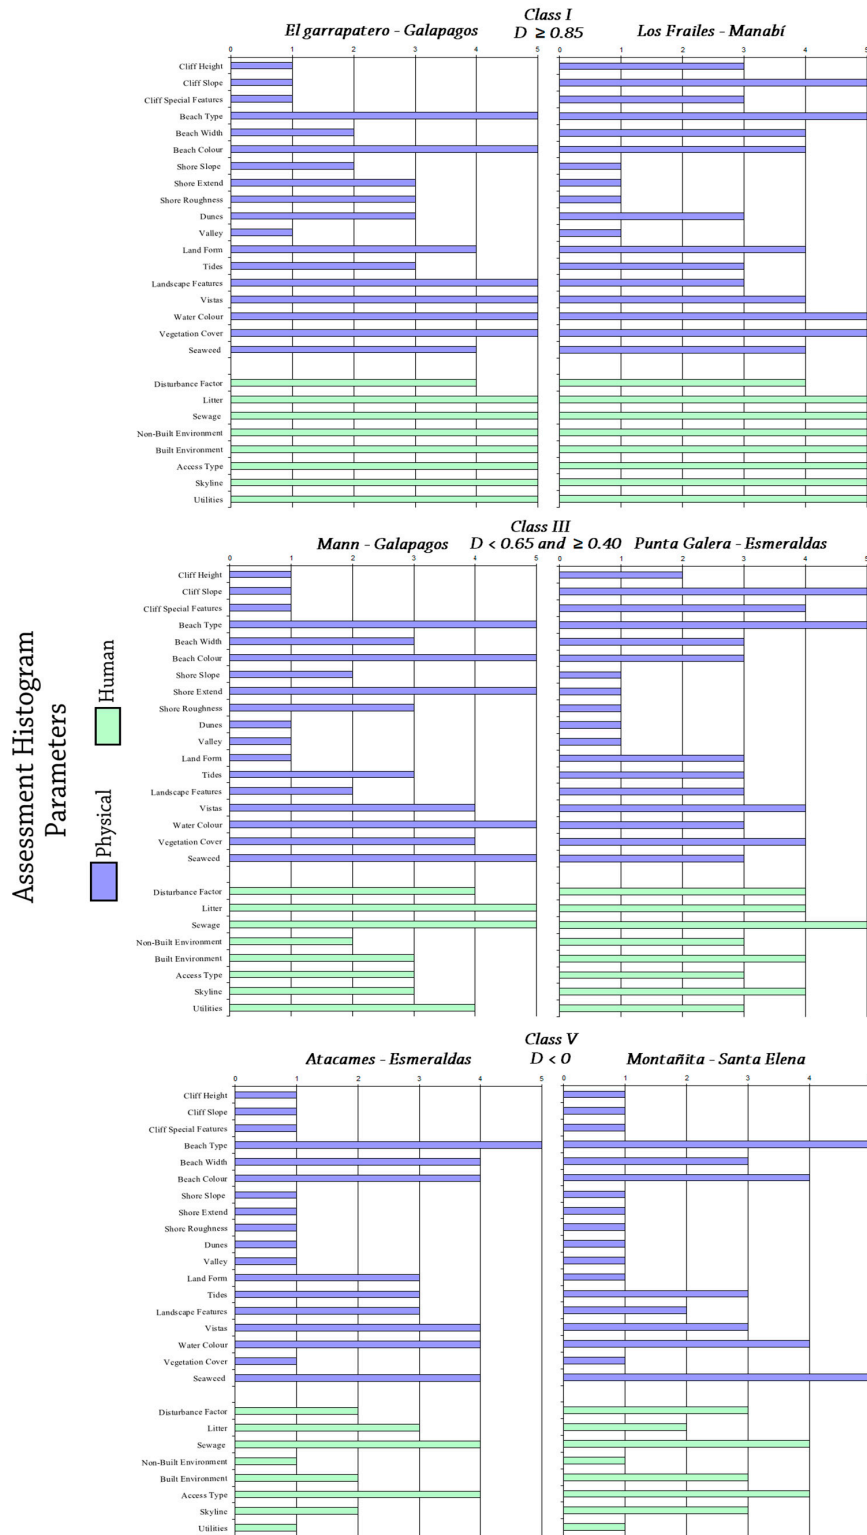 Class I
El garrapatero - Galapagos
D ≥ 0.85
Los Frailes - Manabí
0 1 2 3 4 5
0 1 2 3 4 5
Cliff Height
Cliff Slope
Cliff Special Features
Beach Type
Beach Width
Beach Colour
Shore Slope
Shore Extend
Shore Roughness
Dunes
Valley
Land Form
Tides
Landscape Features
Vistas
Water Colour
Vegetation Cover
Seaweed
Disturbance Factor
Litter
Sewage
Non-Built Environment
Built Environment
Access Type
Skyline
Utilities
Class III
Mann - Galapagos
D < 0.65 and ≥ 0.40
Punta Galera - Esmeraldas
0 1 2 3 4 5
0 1 2 3 4 5
Cliff Height
Cliff Slope
Cliff Special Features
Beach Type
Beach Width
Beach Colour
Shore Slope
Shore Extend
Shore Roughness
Dunes
Valley
Land Form
Tides
Landscape Features
Vistas
Water Colour
Vegetation Cover
Seaweed
Disturbance Factor
Litter
Sewage
Non-Built Environment
Built Environment
Access Type
Skyline
Utilities
Assessment Histogram
Parameters
Physical
Human
Class V
Atacames - Esmeraldas
D < 0
Montañita - Santa Elena
0 1 2 3 4 5
0 1 2 3 4
Cliff Height
Cliff Slope
Cliff Special Features
Beach Type
Beach Width
Beach Colour
Shore Slope
Shore Extend
Shore Roughness
Dunes
Valley
Land Form
Tides
Landscape Features
Vistas
Water Colour
Vegetation Cover
Seaweed
Disturbance Factor
Litter
Sewage
Non-Built Environment
Built Environment
Access Type
Skyline
Utilities